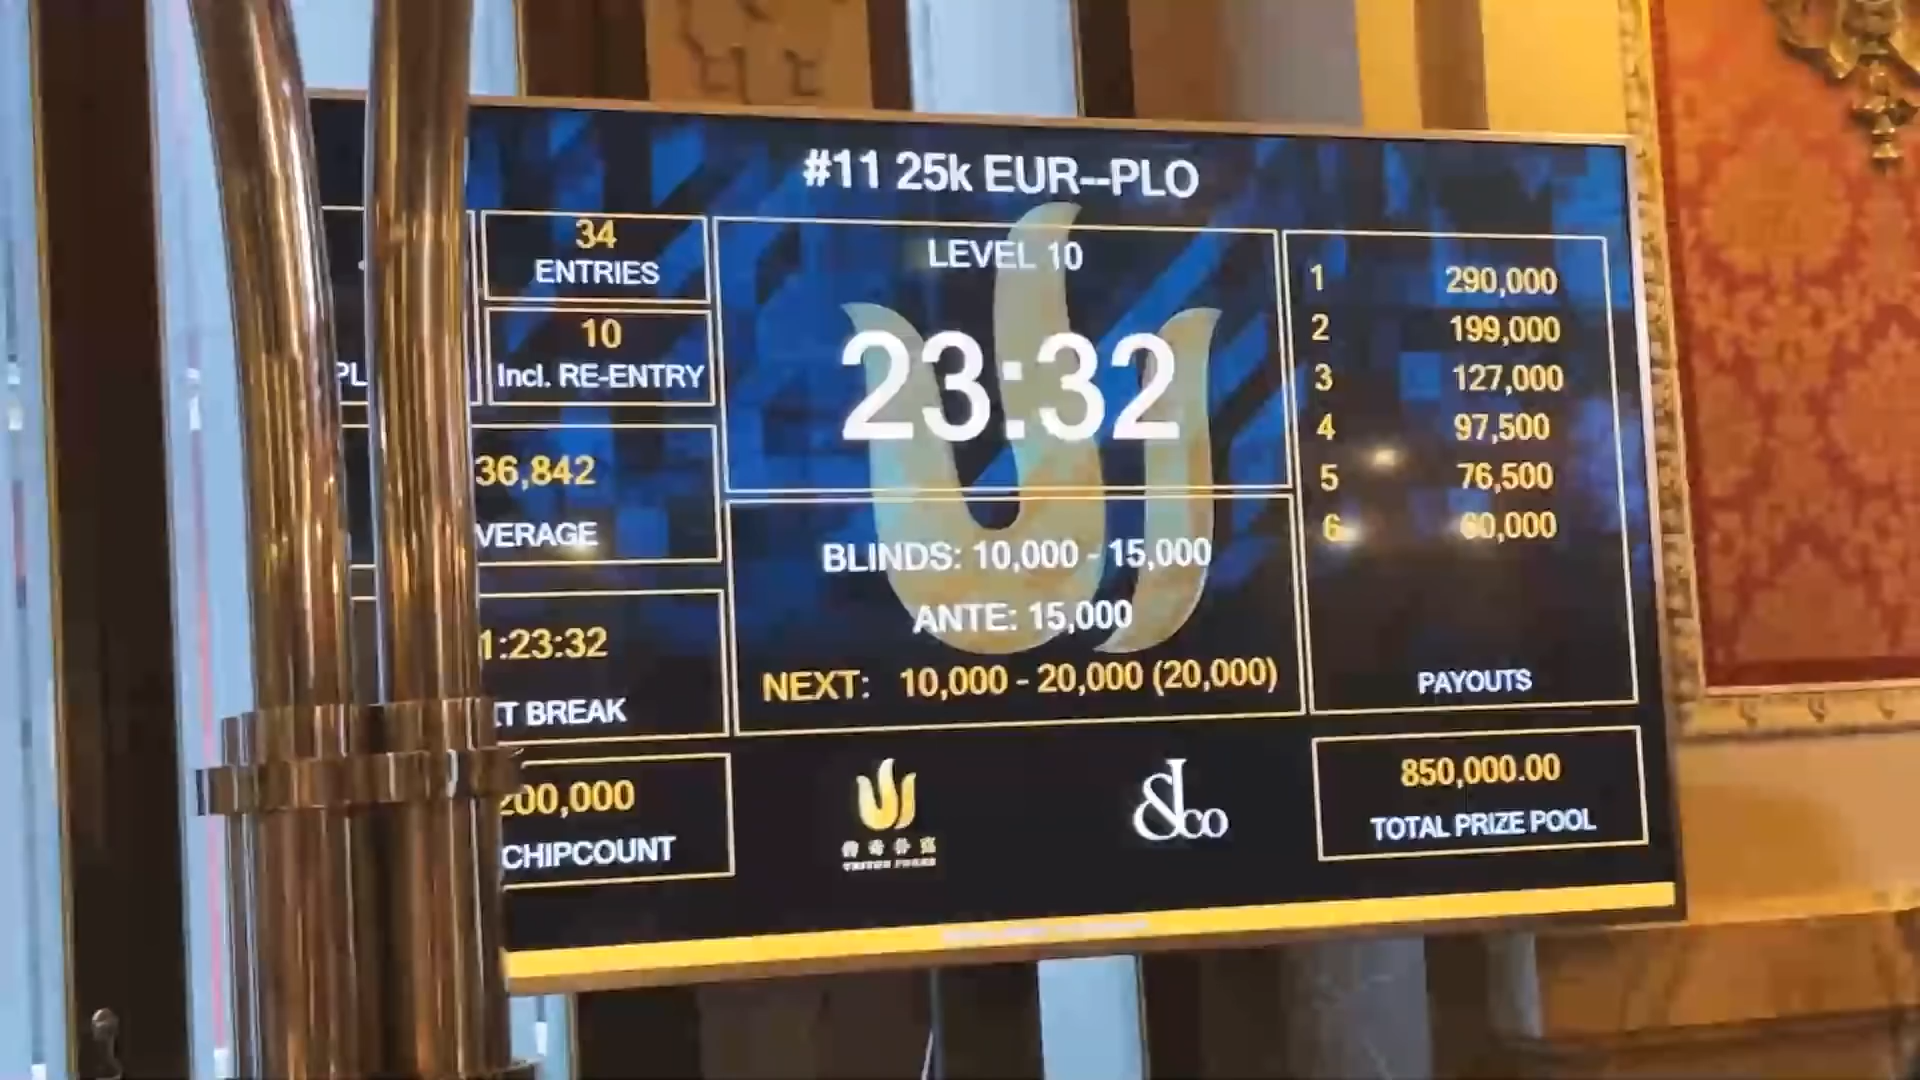 #11 25k EUR--PLO
34
ENTRIES
10
Incl. RE-ENTRY
PL
36,842
VERAGE
1:23:32
T BREAK
200,000
CHIPCOUNT
LEVEL 10
23:32
BLINDS: 10,000 - 15,000
ANTE: 15,000
NEXT: 10,000 - 20,000 (20,000)
1 290,000
2 199,000
3 127,000
4 97,500
5 76,500
6 60,000
PAYOUTS
850,000.00
TOTAL PRIZE POOL
TRITON POKER
&co